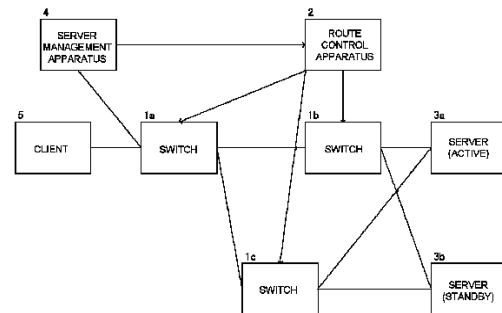 4
SERVER
MANAGEMENT
APPARATUS
2
ROUTE
CONTROL
APPARATUS
5
CLIENT
1a
SWITCH
1b
SWITCH
3a
SERVER
(ACTIVE)
1c
SWITCH
3b
SERVER
(STANDBY)